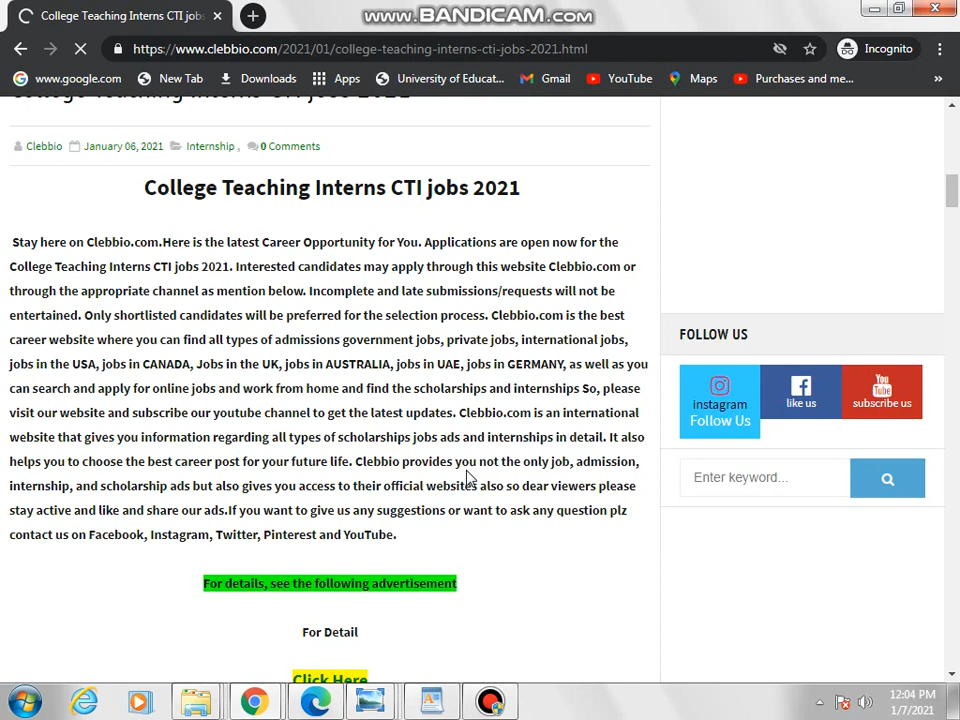 College Teaching Interns CTI jobs
www.BANDICAM.com
https://www.clebbio.com/2021/01/college-teaching-interns-cti-jobs-2021.html
Incognito
www.google.com
New Tab
Downloads
Apps
University of Educat...
Gmail
YouTube
Maps
Purchases and me...
»
College Teaching Interns CTI jobs 2021
Clebbio January 06, 2021 Internship , 0 Comments
College Teaching Interns CTI jobs 2021
Stay here on Clebbio.com.Here is the latest Career Opportunity for You. Applications are open now for the
College Teaching Interns CTI jobs 2021. Interested candidates may apply through this website Clebbio.com or
through the appropriate channel as mention below. Incomplete and late submissions/requests will not be
entertained. Only shortlisted candidates will be preferred for the selection process. Clebbio.com is the best
career website where you can find all types of admissions government jobs, private jobs, international jobs,
jobs in the USA, jobs in CANADA, Jobs in the UK, jobs in AUSTRALIA, jobs in UAE, jobs in GERMANY, as well as you
can search and apply for online jobs and work from home and find the scholarships and internships So, please
visit our website and subscribe our youtube channel to get the latest updates. Clebbio.com is an international
website that gives you information regarding all types of scholarships jobs ads and internships in detail. It also
helps you to choose the best career post for your future life. Clebbio provides you not the only job, admission,
internship, and scholarship ads but also gives you access to their official websites also so dear viewers please
stay active and like and share our ads.If you want to give us any suggestions or want to ask any question plz
contact us on Facebook, Instagram, Twitter, Pinterest and YouTube.
For details, see the following advertisement
For Detail
Click Here
FOLLOW US
instagram
Follow Us
like us
You
Tube
subscribe us
Enter keyword...
12:04 PM
1/7/2021